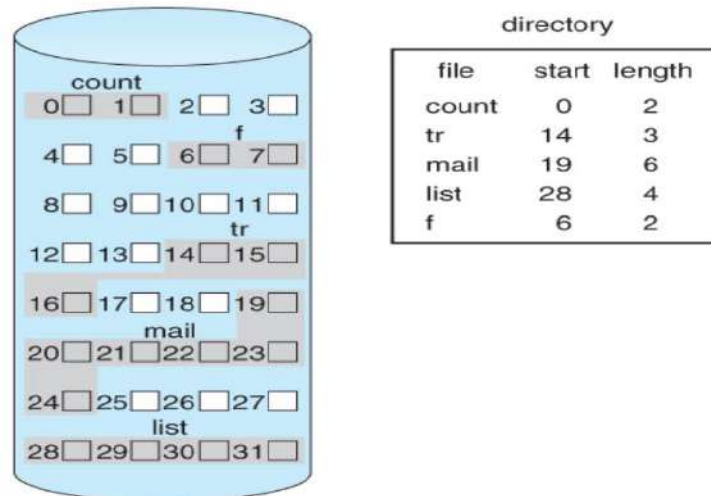 count
0 1 2 3
f
4 5 6 7
8 9 10 11
tr
12 13 14 15
16 17 18 19
mail
20 21 22 23
24 25 26 27
list
28 29 30 31
directory
file start length
count 0 2
tr 14 3
mail 19 6
list 28 4
f 6 2